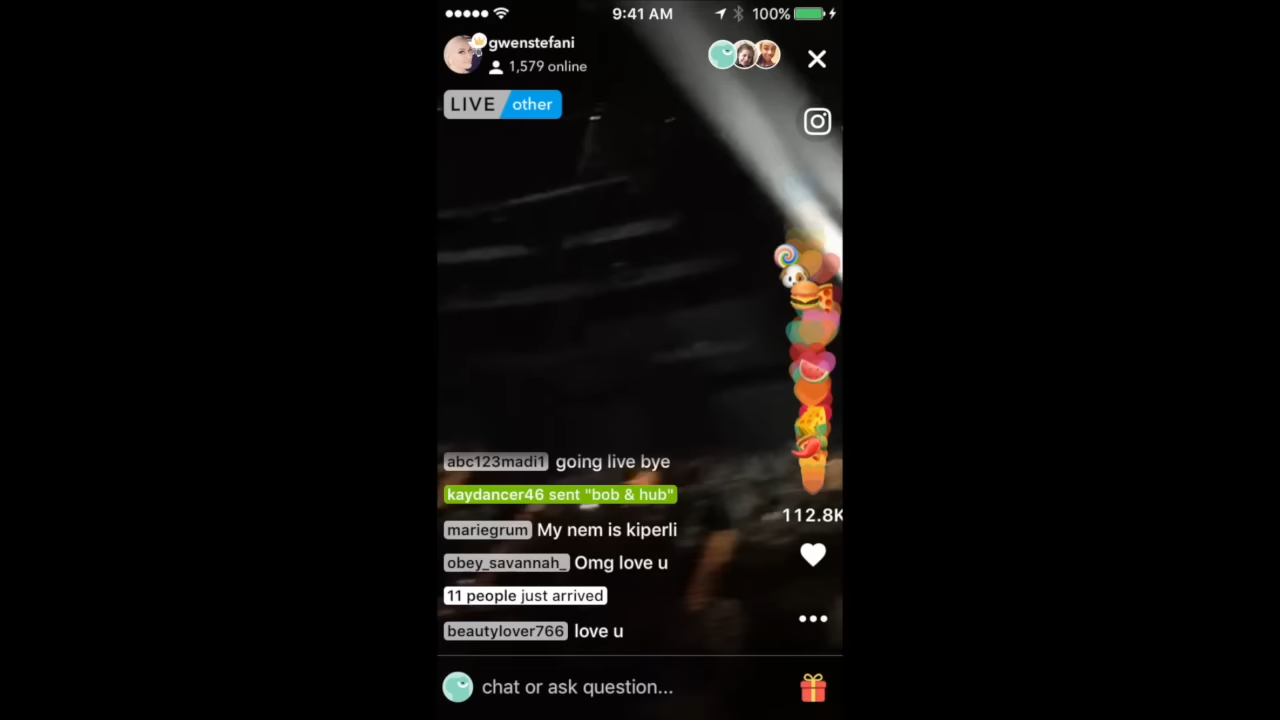 9:41 AM
100%
gwenstefani
1,579 online
LIVE other
abc123madi1 going live bye
kaydancer46 sent "bob & hub"
112.8K
mariegrum My nem is kiperli
obey_savannah_ Omg love u
11 people just arrived
beautylover766 love u
chat or ask question...